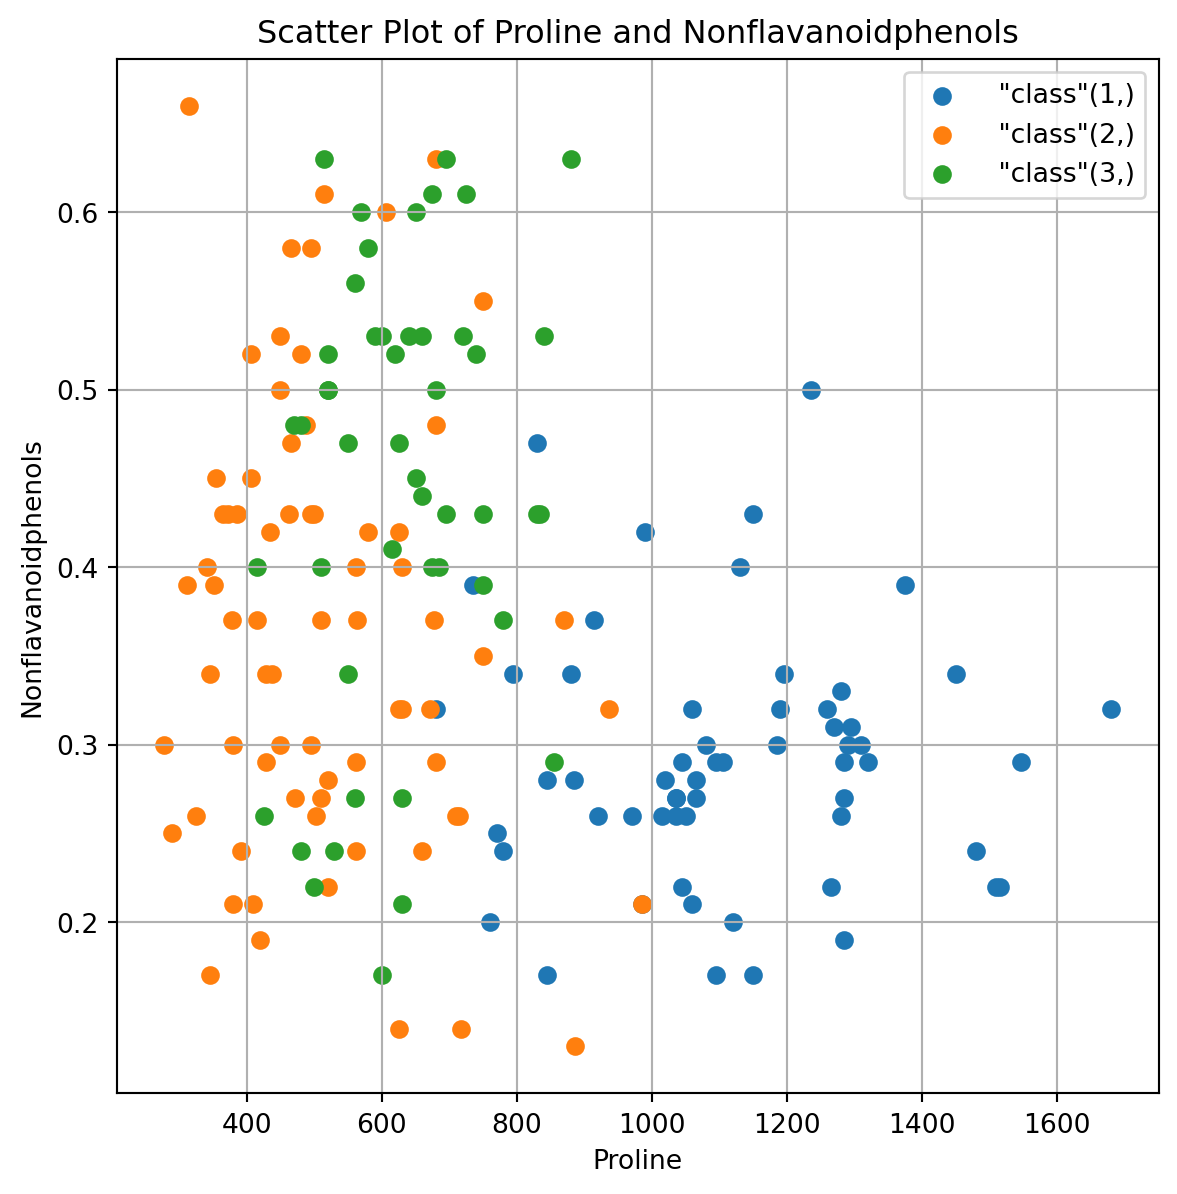 Scatter Plot of Proline and Nonflavanoidphenols
"class"(1,)
"class"(2,)
"class"(3,)
Nonflavanoidphenols
0.6
0.5
0.4
0.3
0.2
400 600 800 1000 1200 1400 1600
Proline